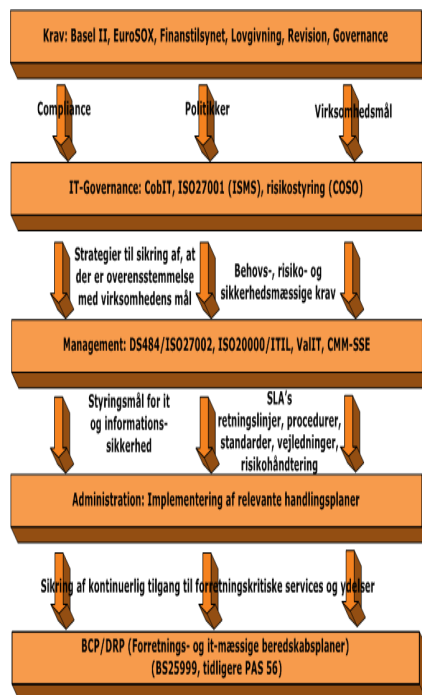 Krav: Basel II, EuroSOX, Finanstilsynet, Lovgivning, Revision, Governance
Compliance
Politikker
Virksomhedsmål
IT-Governance: CobIT, ISO27001 (ISMS), risikostyring (COSO)
Strategier til sikring af, at
der er overensstemmelse
med virksomhedens mål
Behovs-, risiko- og
sikkerhedsmæssige krav
Management: DS484/ISO27002, ISO20000/ITIL, ValIT, CMM-SSE
Styringsmål for it
og informations-
sikkerhed
SLA's
retningslinjer, procedurer,
standarder, vejledninger,
risikohåndtering
Administration: Implementering af relevante handlingsplaner
Sikring af kontinuerlig tilgang til forretningskritiske services og ydelser
BCP/DRP (Forretnings- og it-mæssige beredskabsplaner)
(BS25999, tidligere PAS 56)